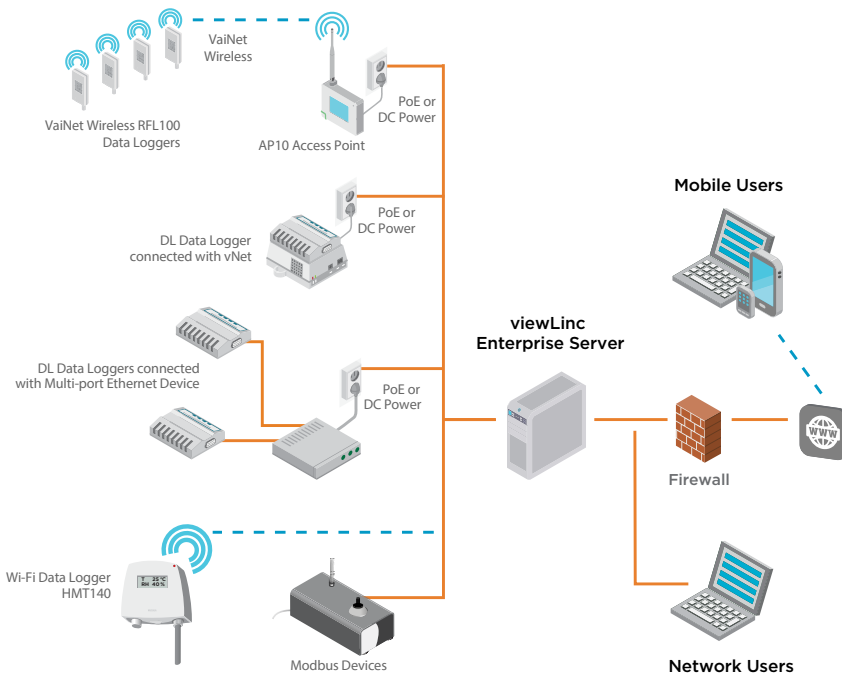 VaiNet
Wireless
VaiNet Wireless RFL100
Data Loggers
AP10 Access Point
PoE or
DC Power
DL Data Logger
connected with vNet
PoE or
DC Power
DL Data Loggers connected
with Multi-port Ethernet Device
PoE or
DC Power
Wi-Fi Data Logger
HMT140
T 25 °C
RH 40 %
Modbus Devices
viewLinc
Enterprise Server
Mobile Users
Firewall
WWW
Network Users